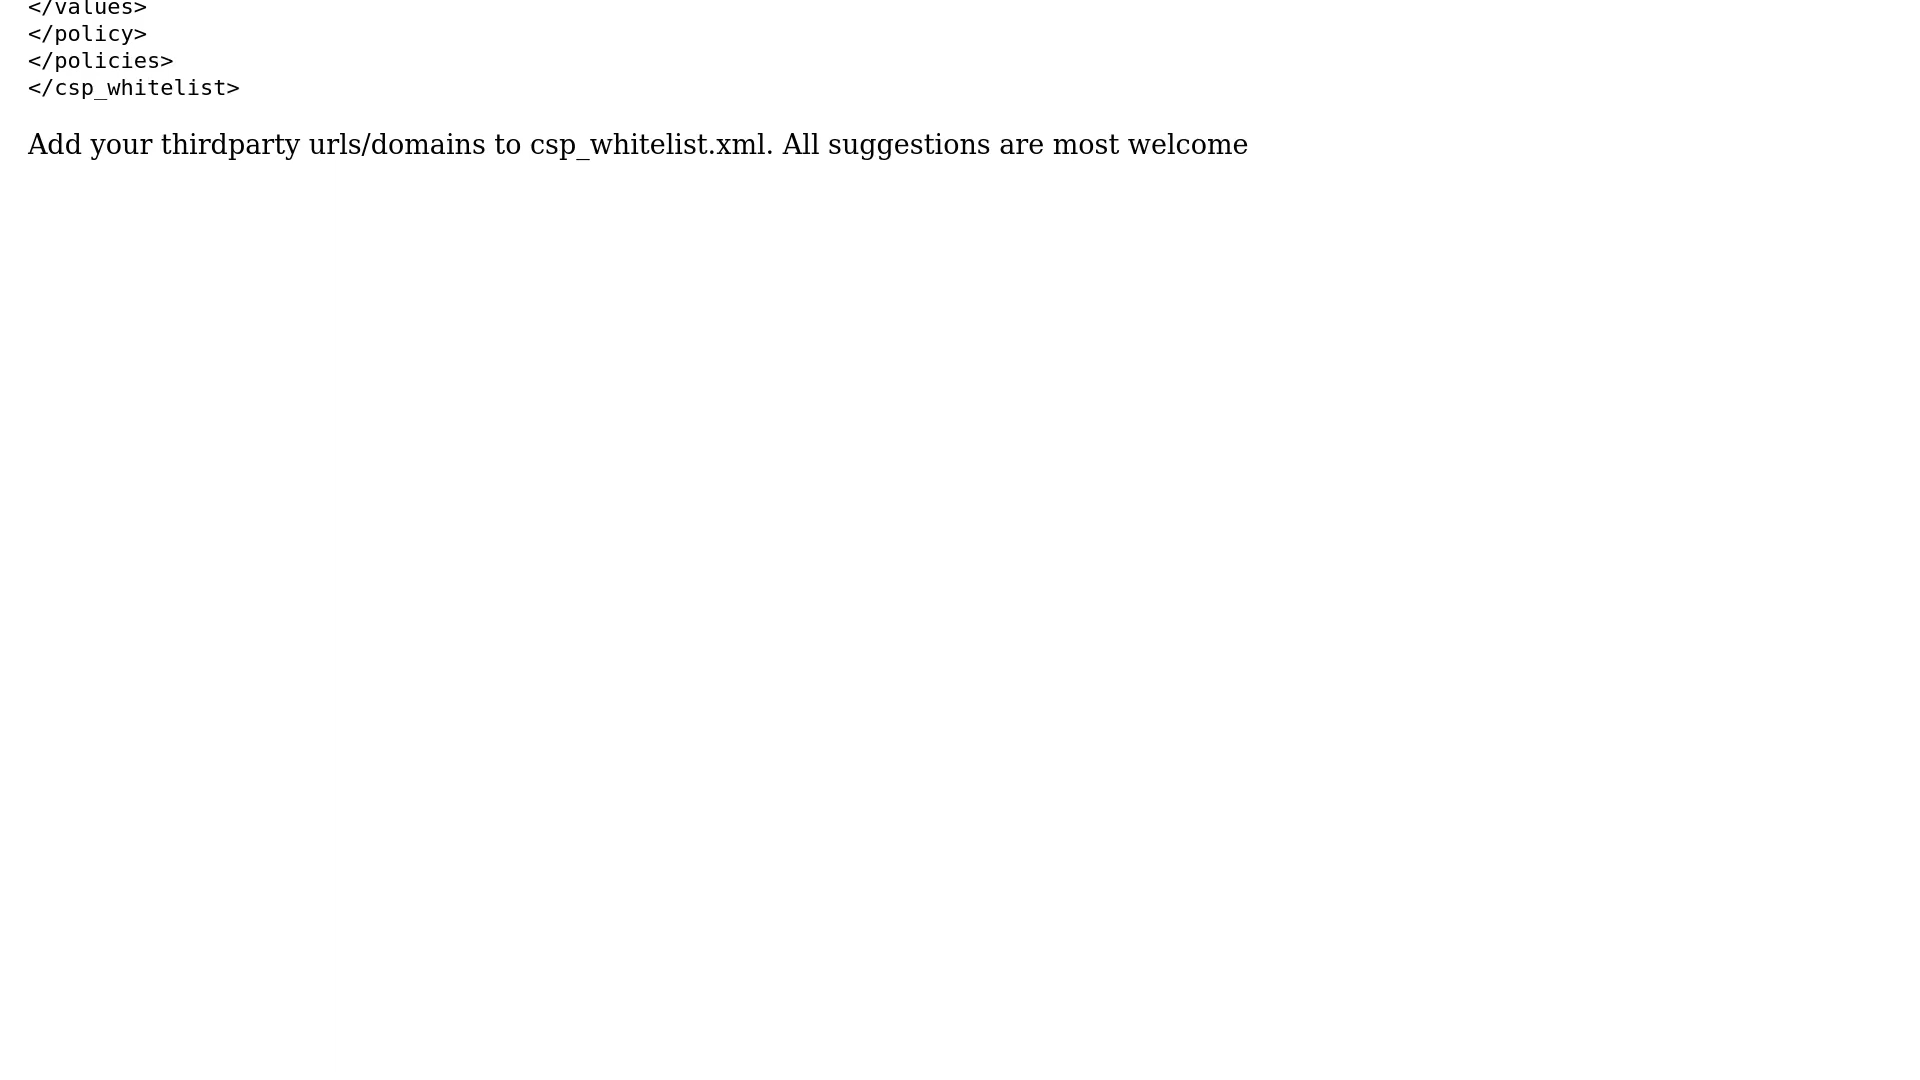 </values>
</policy>
</policies>
</csp_whitelist>
Add your thirdparty urls/domains to csp_whitelist.xml. All suggestions are most welcome